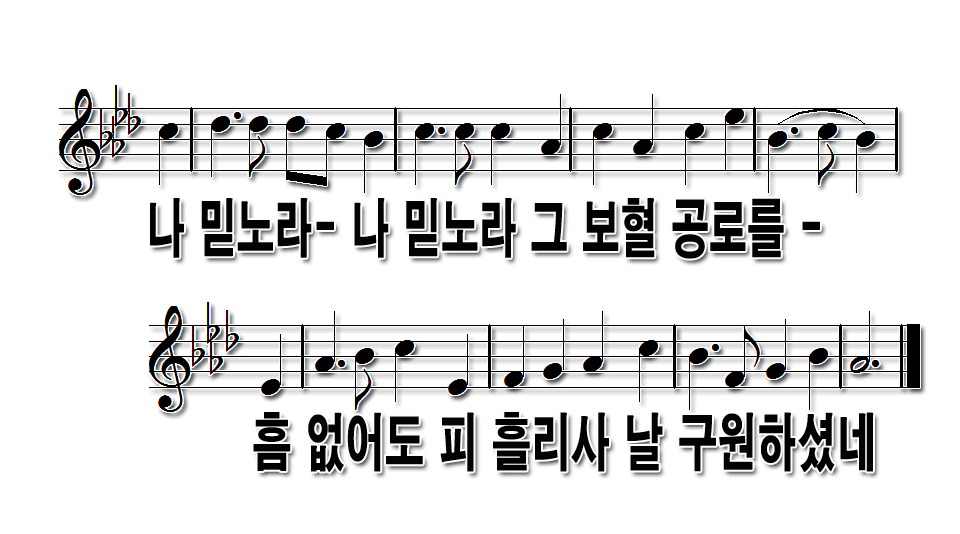 나 믿노라- 나 믿노라 그 보혈 공로를 -
흠 없어도 피 흘리사 날 구원하셨네